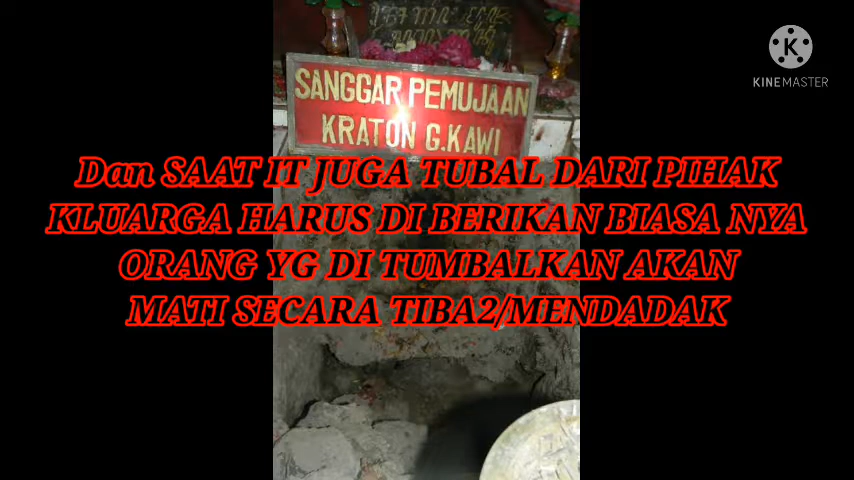 KINEMASTER
SANGGAR PEMUJAAN
KRATON G.KAWI
Dan SAAT IT JUGA TUBAL DARI PIHAK
KLUARGA HARUS DI BERIKAN BIASA NYA
ORANG YG DI TUMBALKAN AKAN
MATI SECARA TIBA2/MENDADAK